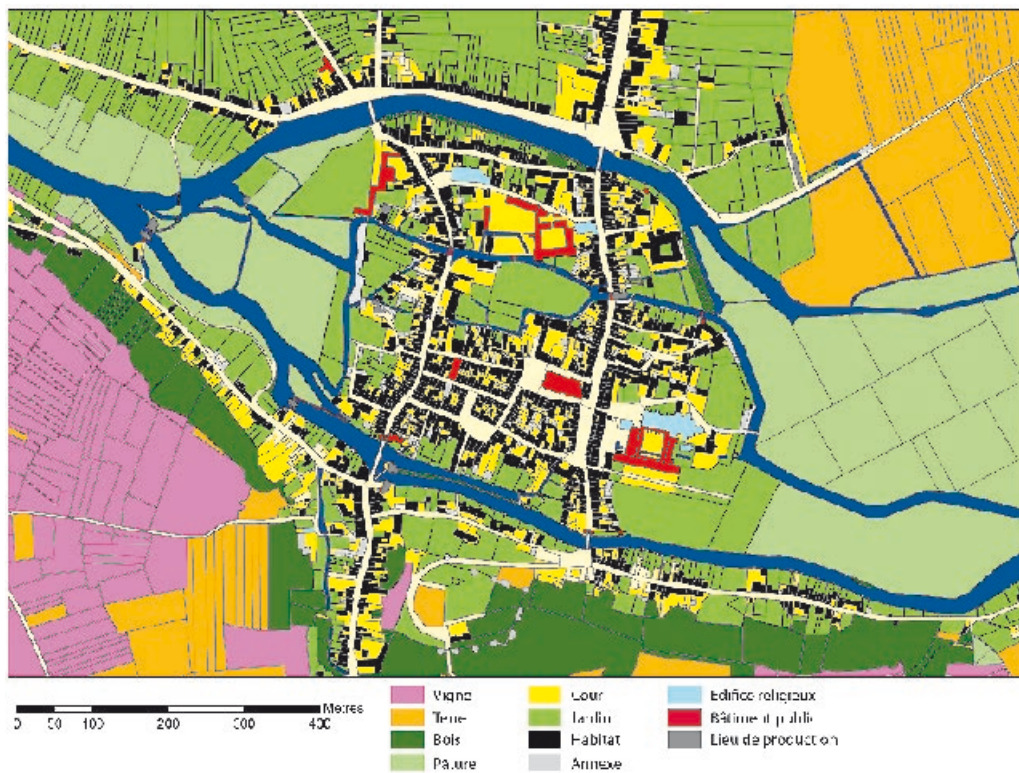 Vigne Cour Edifice religieux
Terre Jardin Bâtiment public
Bois Habitat Lieu de production
Pâture Annexe
Metres
0 50 100 200 300 400